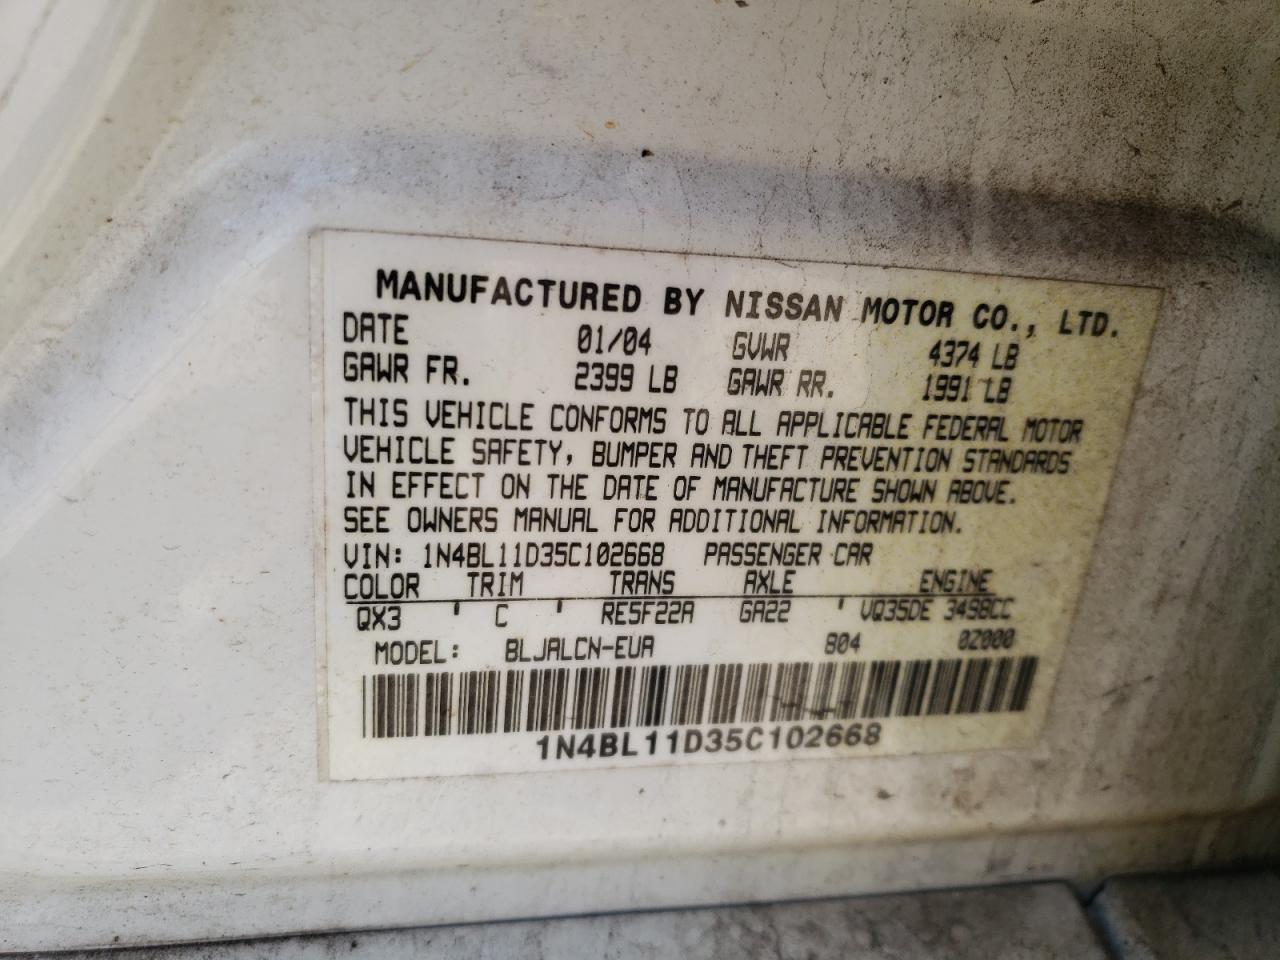 MANUFACTURED BY NISSAN MOTOR CO., LTD.
DATE 01/04 GVWR 4374 LB
GAWR FR. 2399 LB GAWR RR. 1991 LB
THIS VEHICLE CONFORMS TO ALL APPLICABLE FEDERAL MOTOR
VEHICLE SAFETY, BUMPER AND THEFT PREVENTION STANDARDS
IN EFFECT ON THE DATE OF MANUFACTURE SHOWN ABOVE.
SEE OWNERS MANUAL FOR ADDITIONAL INFORMATION.
VIN: 1N4BL11D35C102668 PASSENGER CAR
COLOR TRIM TRANS AXLE ENGINE
QX3 ' C ' RE5F22A GA22 ' VQ35DE 3498CC
MODEL: BLJALCN-EUA 804 0Z000
1N4BL11D35C102668